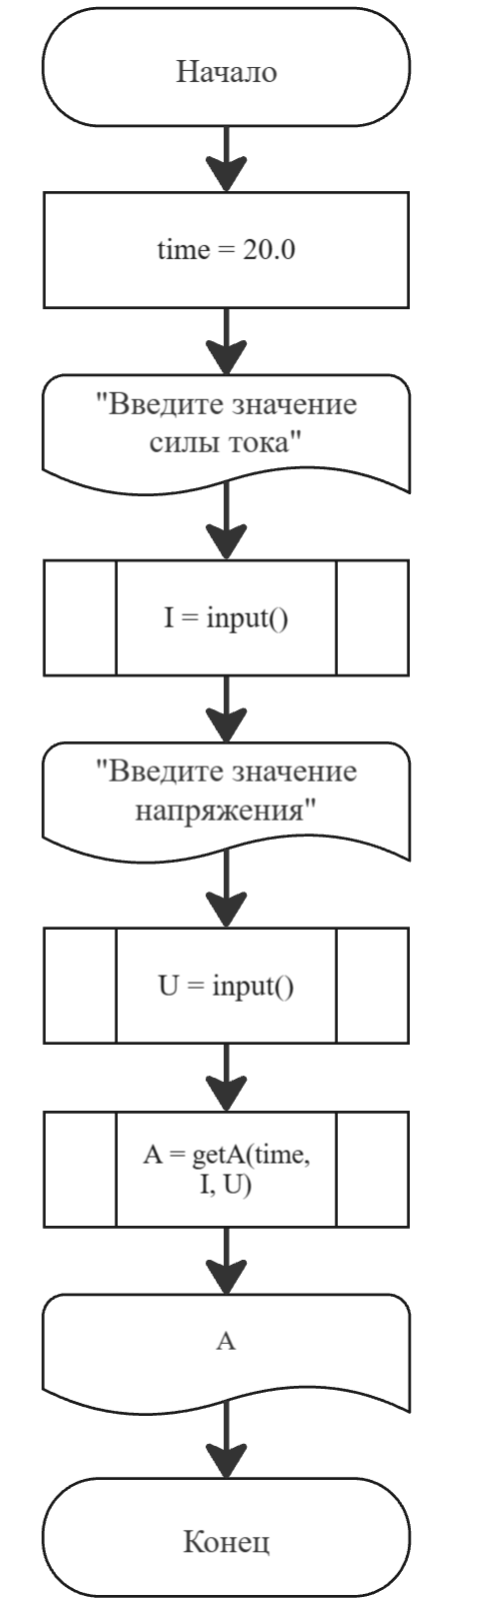 Начало
time = 20.0
"Введите значение
силы тока"
I = input()
"Введите значение
напряжения"
U = input()
A = getA(time,
I, U)
A
Конец